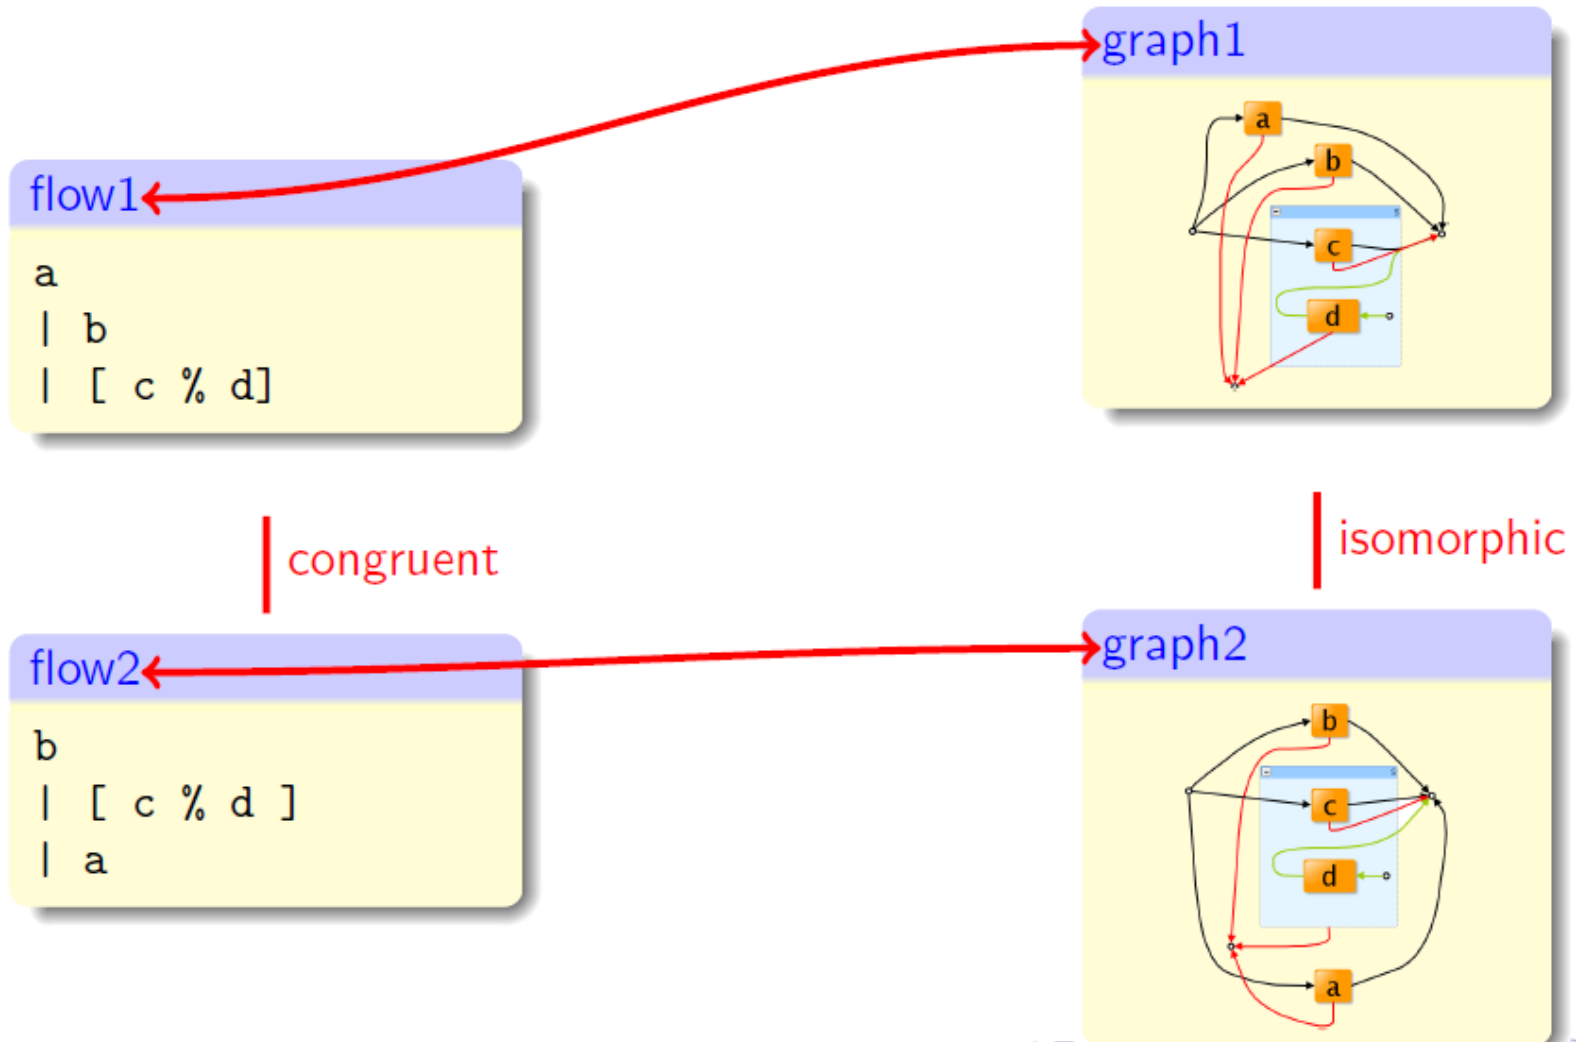 flow1
a
| b
| [ c % d]
graph1
a
b
s
c
d
congruent
isomorphic
flow2
b
| [ c % d ]
| a
graph2
b
s
c
d
a